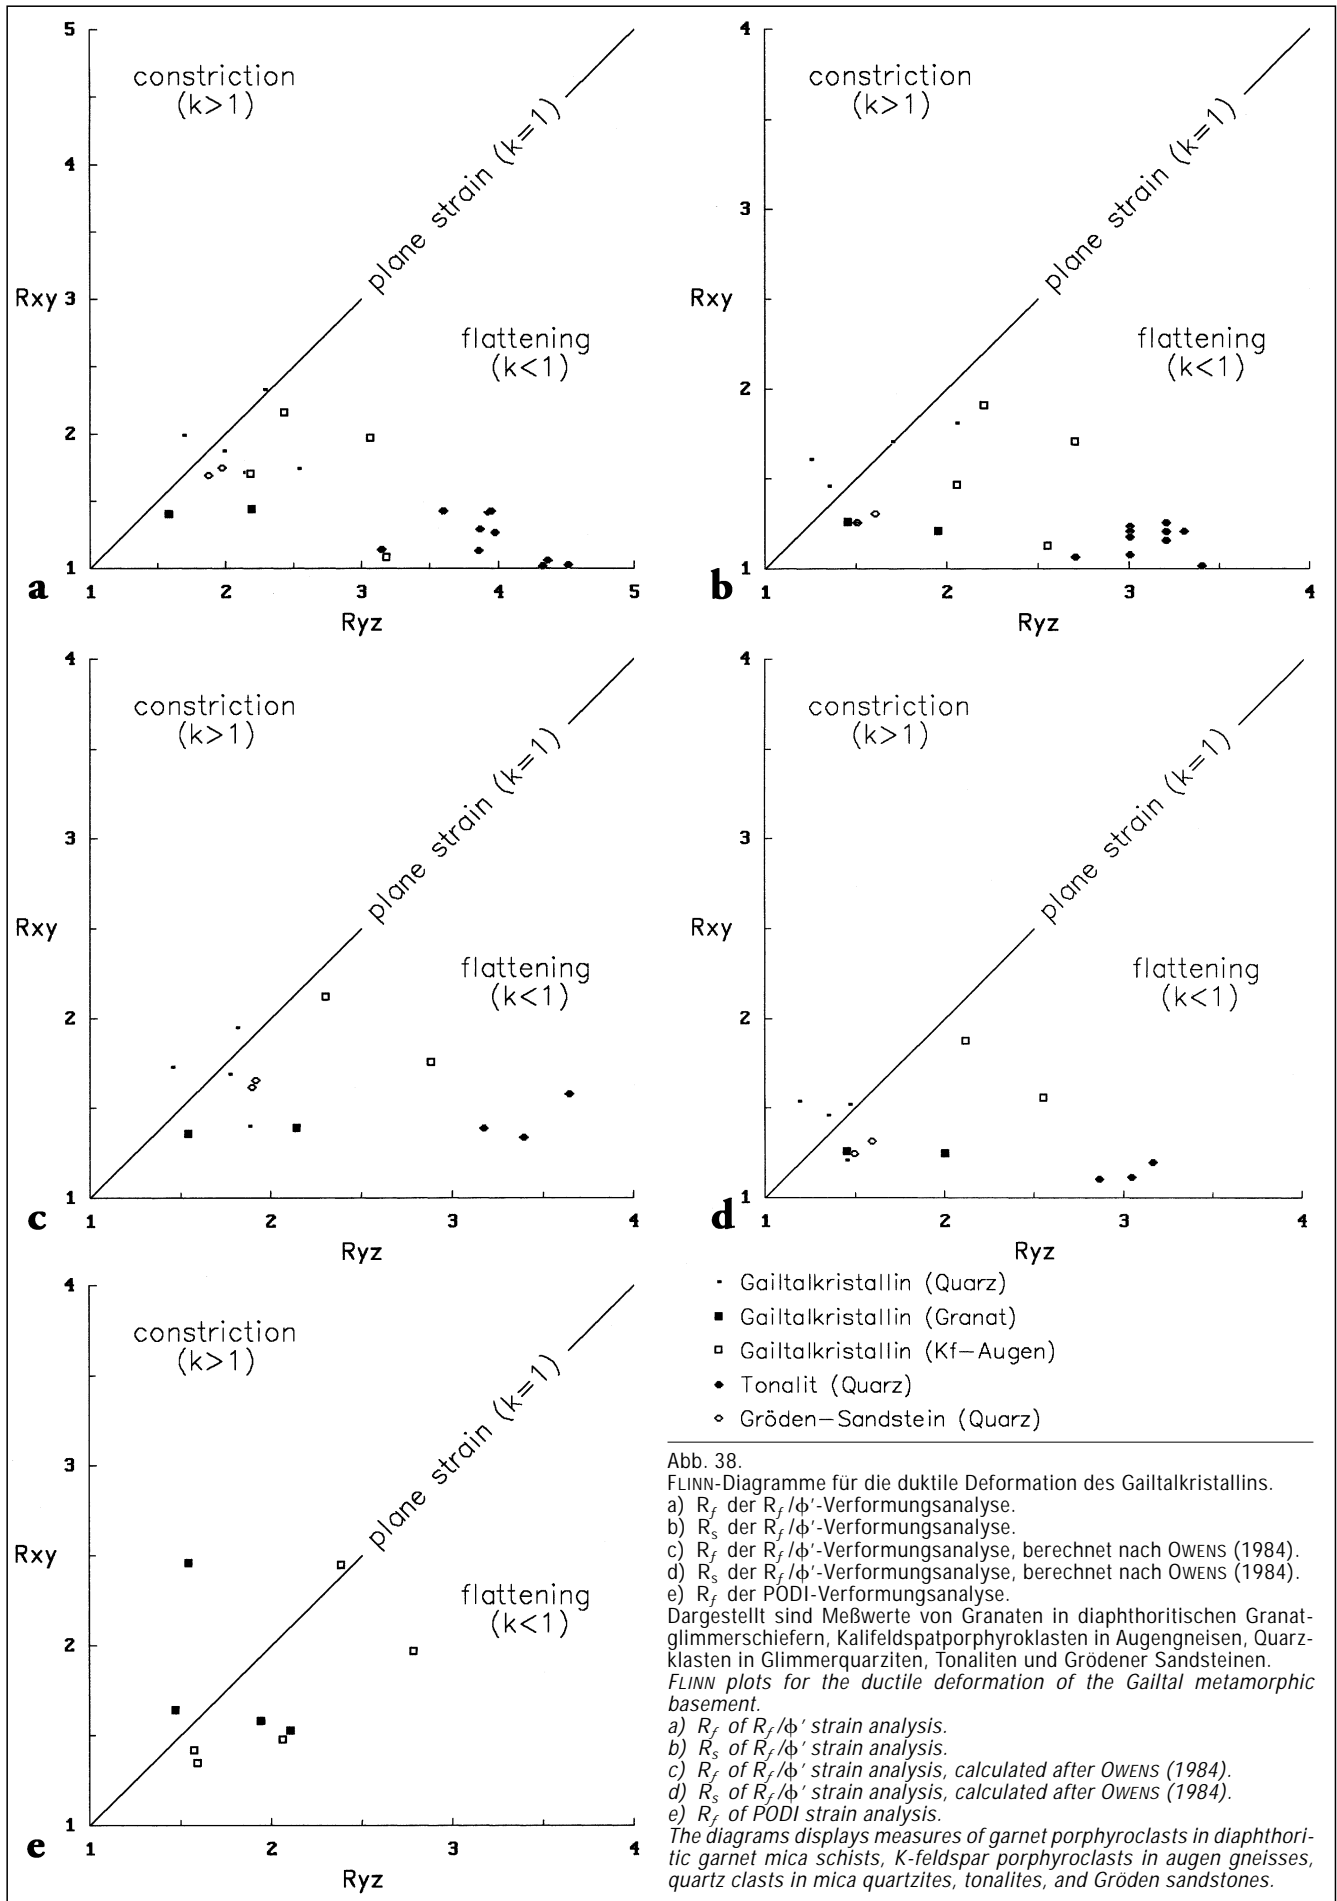 5
constriction
(k>1)
4
plane strain (k=1)
Rxy 3
flattening
(k<1)
2
1
a
1 2 3 4 5
Ryz
4
constriction
(k>1)
3
plane strain (k=1)
Rxy
flattening
(k<1)
2
1
b
1 2 3 4
Ryz
4
constriction
(k>1)
3
plane strain (k=1)
Rxy
flattening
(k<1)
2
1
c
1 2 3 4
Ryz
4
constriction
(k>1)
3
plane strain (k=1)
Rxy
flattening
(k<1)
2
1
d
1 2 3 4
Ryz
4
constriction
(k>1)
3
plane strain (k=1)
Rxy
flattening
(k<1)
2
1
e
1 2 3 4
Ryz
Gailtalkristallin (Quarz)
Gailtalkristallin (Granat)
Gailtalkristallin (Kf-Augen)
Tonalit (Quarz)
Gröden-Sandstein (Quarz)
Abb. 38.
FLINN-Diagramme für die duktile Deformation des Gailtalkristallins.
a) Rf der Rf/ϕ′-Verformungsanalyse.
b) Rs der Rf/ϕ′-Verformungsanalyse.
c) Rf der Rf/ϕ′-Verformungsanalyse, berechnet nach OWENS (1984).
d) Rs der Rf/ϕ′-Verformungsanalyse, berechnet nach OWENS (1984).
e) Rf der PODI-Verformungsanalyse.
Dargestellt sind Meßwerte von Granaten in diaphthoritischen Granat-
glimmerschiefern, Kalifeldspatporphyroklasten in Augengneisen, Quarz-
klasten in Glimmerquarziten, Tonaliten und Grödener Sandsteinen.
FLINN plots for the ductile deformation of the Gailtal metamorphic
basement.
a) Rf of Rf/ϕ′ strain analysis.
b) Rs of Rf/ϕ′ strain analysis.
c) Rf of Rf/ϕ′ strain analysis, calculated after OWENS (1984).
d) Rs of Rf/ϕ′ strain analysis, calculated after OWENS (1984).
e) Rf of PODI strain analysis.
The diagrams displays measures of garnet porphyroclasts in diaphthori-
tic garnet mica schists, K-feldspar porphyroclasts in augen gneisses,
quartz clasts in mica quartzites, tonalites, and Gröden sandstones.